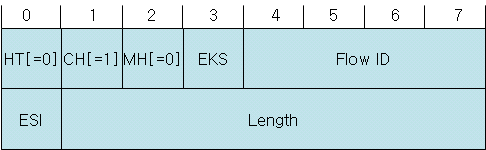 0 1 2 3 4 5 6 7
HT[=0] CH[=1] MH[=0] EKS Flow ID
ESI Length